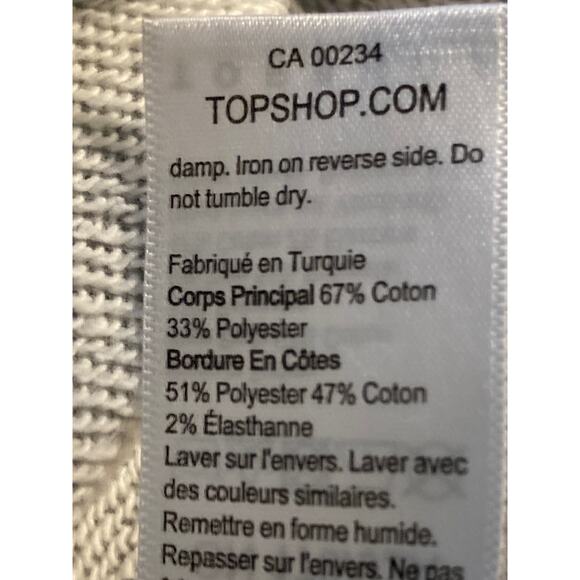 CA 00234
TOPSHOP.COM
damp. Iron on reverse side. Do
not tumble dry.
Fabriqué en Turquie
Corps Principal 67% Coton
33% Polyester
Bordure En Côtes
51% Polyester 47% Coton
2% Élasthanne
Laver sur l'envers. Laver avec
des couleurs similaires.
Remettre en forme humide.
Repasser sur l'envers. Ne pas